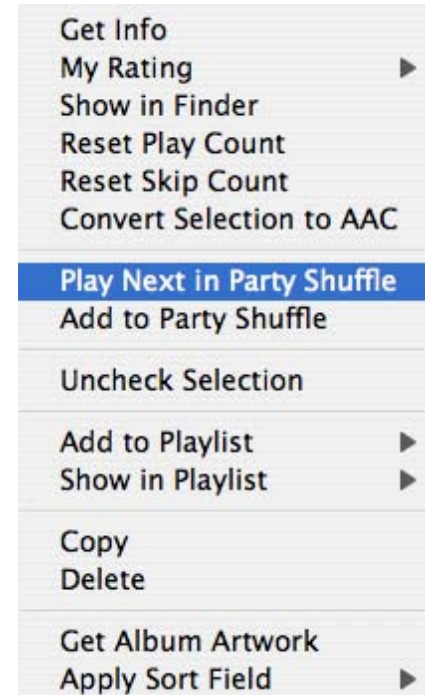 Get Info
My Rating
Show in Finder
Reset Play Count
Reset Skip Count
Convert Selection to AAC
Play Next in Party Shuffle
Add to Party Shuffle
Uncheck Selection
Add to Playlist
Show in Playlist
Copy
Delete
Get Album Artwork
Apply Sort Field